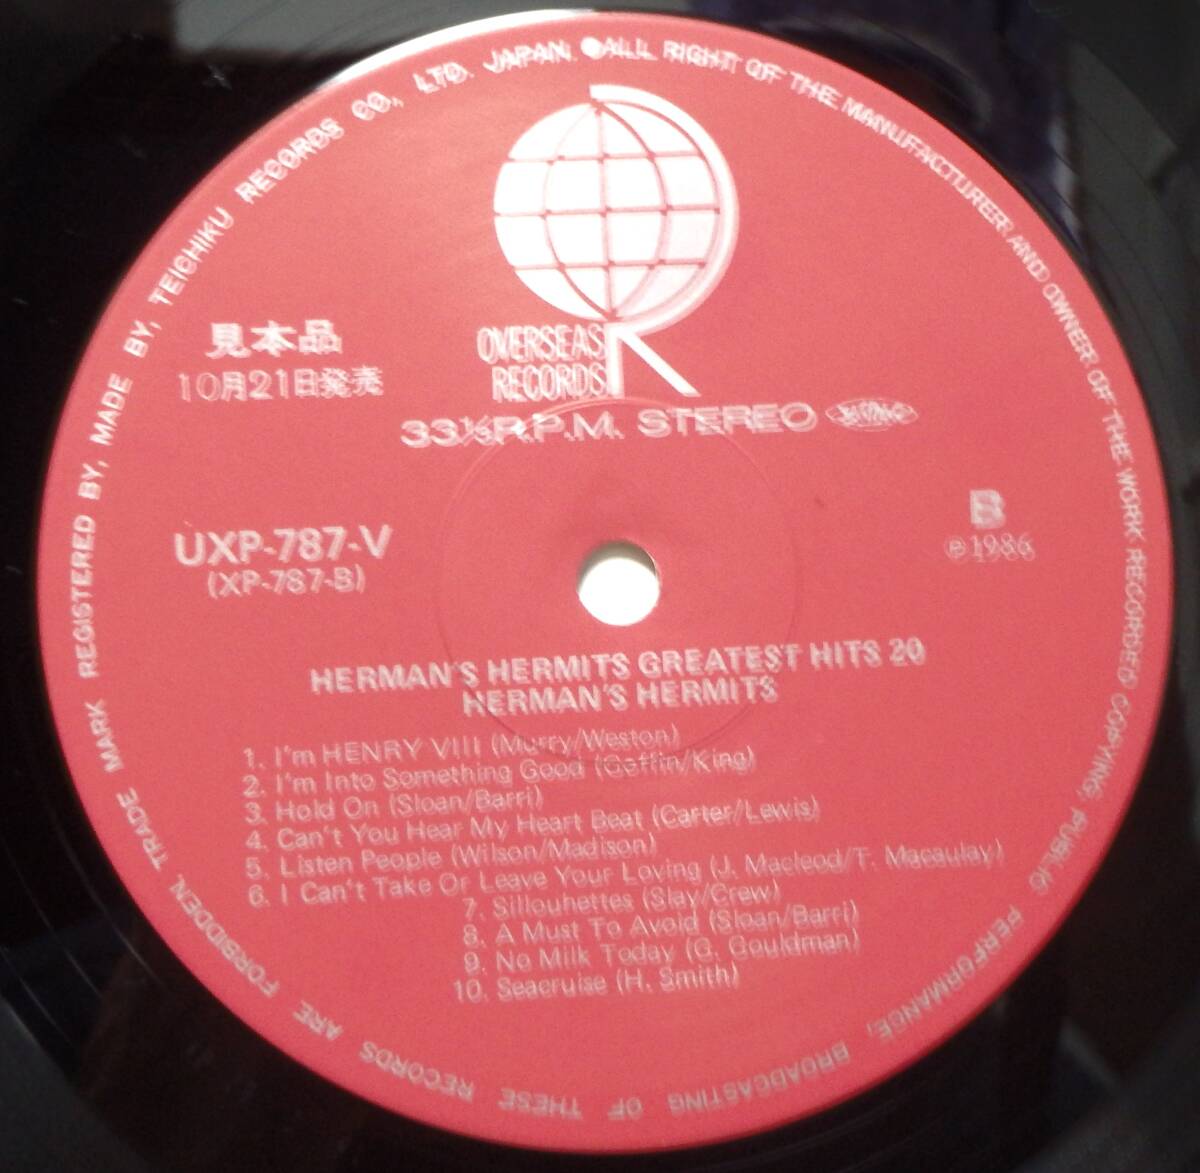 TRADE MARK REGISTERED BY, MADE BY, TEICHIKU RECORDS CO., LTD. JAPAN. ●ALL RIGHT OF THE MANUFACTURER AND OWNER OF THE WORK RECORDED COPYING, PUBLIC PERFORMANCE, BROADCASTING OF THESE RECORDS ARE FORBIDDEN.
R
OVERSEAS
RECORDS
見本品
10月21日発売
33⅓R.P.M. STEREO
UXP-787-V
(XP-787-B)
B
℗1986
HERMAN'S HERMITS GREATEST HITS 20
HERMAN'S HERMITS
1. I'm HENRY VIII (Murry/Weston)
2. I'm Into Something Good (Goffin/King)
3. Hold On (Sloan/Barri)
4. Can't You Hear My Heart Beat (Carter/Lewis)
5. Listen People (Wilson/Madison)
6. I Can't Take Or Leave Your Loving (J. Macleod/T. Macaulay)
7. Sillouhettes (Slay/Crew)
8. A Must To Avoid (Sloan/Barri)
9. No Milk Today (G. Gouldman)
10. Seacruise (H. Smith)